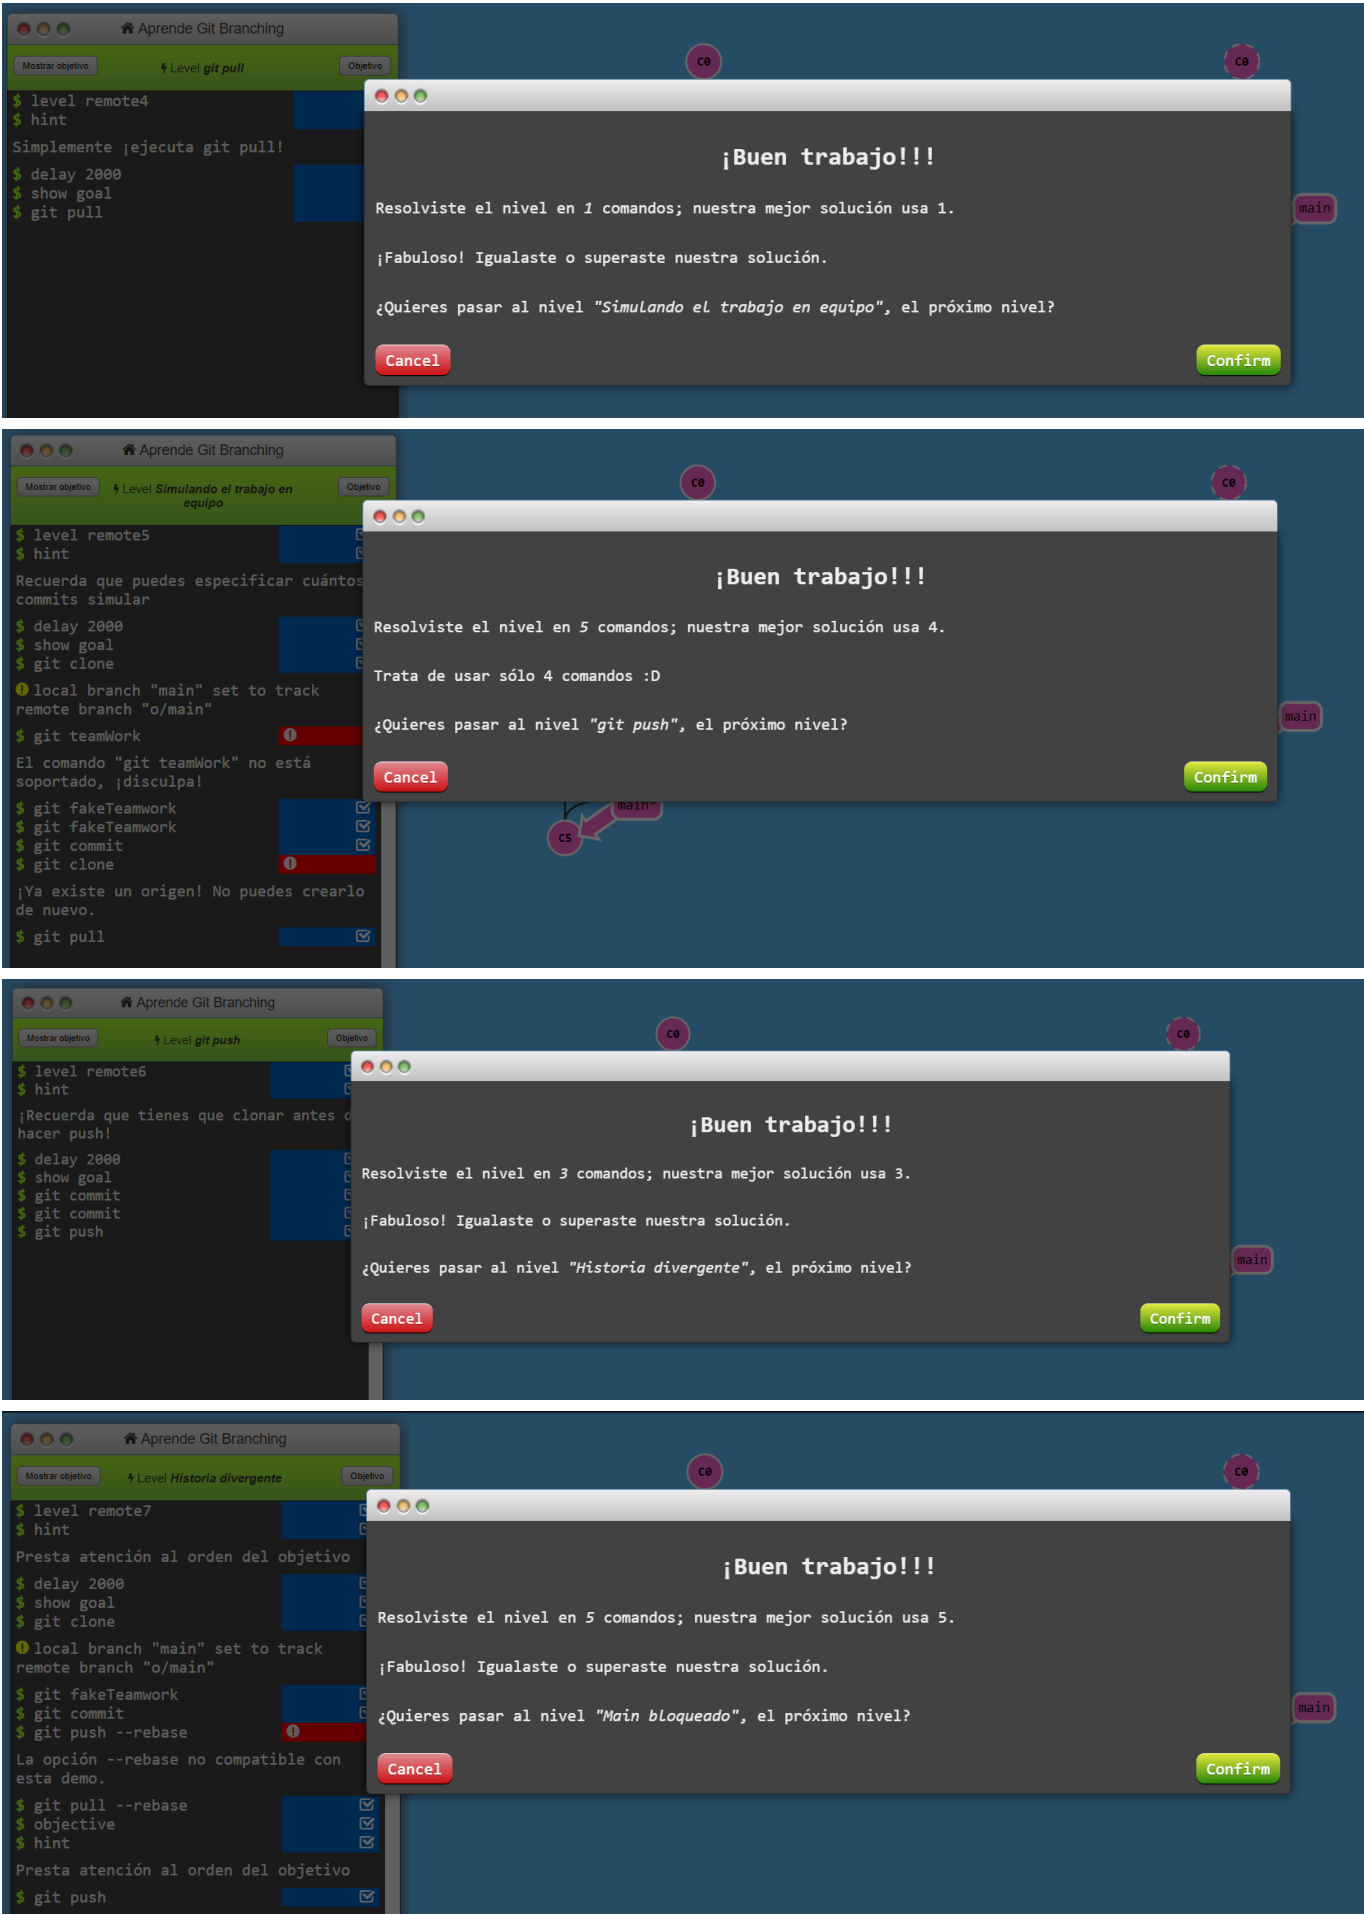 Aprende Git Branching
Mostrar objetivo
Level git pull
Objetivo
C0
C0
$ level remote4
$ hint
Simplemente ¡ejecuta git pull!
$ delay 2000
$ show goal
$ git pull
¡Buen trabajo!!!
Resolviste el nivel en 1 comandos; nuestra mejor solución usa 1.
¡Fabuloso! Igualaste o superaste nuestra solución.
¿Quieres pasar al nivel "Simulando el trabajo en equipo", el próximo nivel?
Cancel
Confirm
main
Aprende Git Branching
Mostrar objetivo
Level Simulando el trabajo en
equipo
Objetivo
C0
C0
$ level remote5
$ hint
Recuerda que puedes especificar cuántos
commits simular
$ delay 2000
$ show goal
$ git clone
local branch "main" set to track
remote branch "o/main"
$ git teamWork
El comando "git teamWork" no está
soportado, ¡disculpa!
$ git fakeTeamwork
$ git fakeTeamwork
$ git commit
$ git clone
¡Ya existe un origen! No puedes crearlo
de nuevo.
$ git pull
¡Buen trabajo!!!
Resolviste el nivel en 5 comandos; nuestra mejor solución usa 4.
Trata de usar sólo 4 comandos :D
¿Quieres pasar al nivel "git push", el próximo nivel?
Cancel
Confirm
main
main*
C5
Aprende Git Branching
Mostrar objetivo
Level git push
Objetivo
C0
C0
$ level remote6
$ hint
¡Recuerda que tienes que clonar antes d
hacer push!
$ delay 2000
$ show goal
$ git commit
$ git commit
$ git push
¡Buen trabajo!!!
Resolviste el nivel en 3 comandos; nuestra mejor solución usa 3.
¡Fabuloso! Igualaste o superaste nuestra solución.
¿Quieres pasar al nivel "Historia divergente", el próximo nivel?
Cancel
Confirm
main
Aprende Git Branching
Mostrar objetivo
Level Historia divergente
Objetivo
C0
C0
$ level remote7
$ hint
Presta atención al orden del objetivo
$ delay 2000
$ show goal
$ git clone
local branch "main" set to track
remote branch "o/main"
$ git fakeTeamwork
$ git commit
$ git push --rebase
La opción --rebase no compatible con
esta demo.
$ git pull --rebase
$ objective
$ hint
Presta atención al orden del objetivo
$ git push
¡Buen trabajo!!!
Resolviste el nivel en 5 comandos; nuestra mejor solución usa 5.
¡Fabuloso! Igualaste o superaste nuestra solución.
¿Quieres pasar al nivel "Main bloqueado", el próximo nivel?
Cancel
Confirm
main